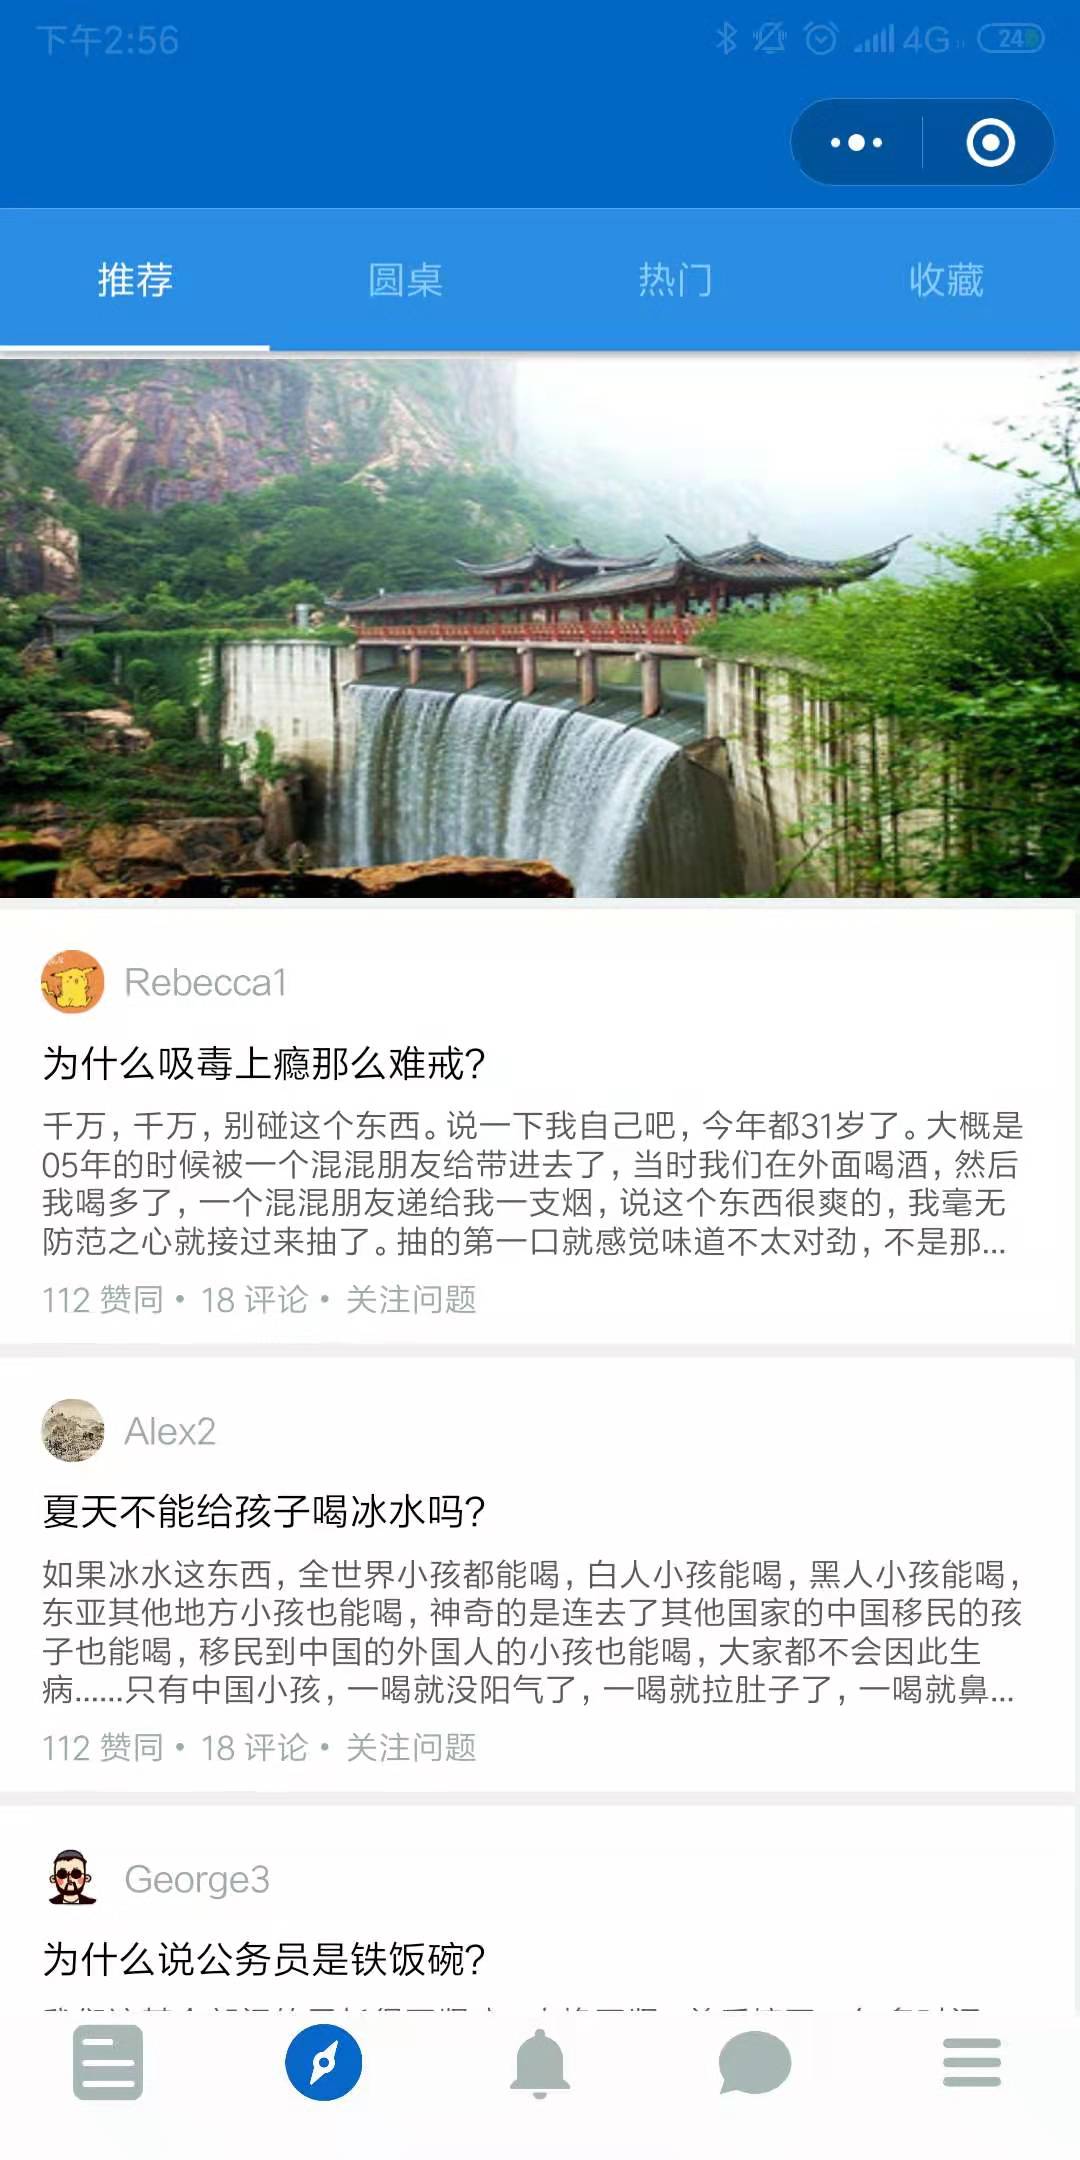 下午2:56
4G
24
推荐 圆桌 热门 收藏
Rebecca1
为什么吸毒上瘾那么难戒?
千万，千万，别碰这个东西。说一下我自己吧，今年都31岁了。大概是
05年的时候被一个混混朋友给带进去了，当时我们在外面喝酒，然后
我喝多了，一个混混朋友递给我一支烟，说这个东西很爽的，我毫无
防范之心就接过来抽了。抽的第一口就感觉味道不太对劲，不是那...
112 赞同 • 18 评论 • 关注问题
Alex2
夏天不能给孩子喝冰水吗?
如果冰水这东西，全世界小孩都能喝，白人小孩能喝，黑人小孩能喝，
东亚其他地方小孩也能喝，神奇的是连去了其他国家的中国移民的孩
子也能喝，移民到中国的外国人的小孩也能喝，大家都不会因此生
病......只有中国小孩，一喝就没阳气了，一喝就拉肚子了，一喝就鼻...
112 赞同 • 18 评论 • 关注问题
George3
为什么说公务员是铁饭碗?